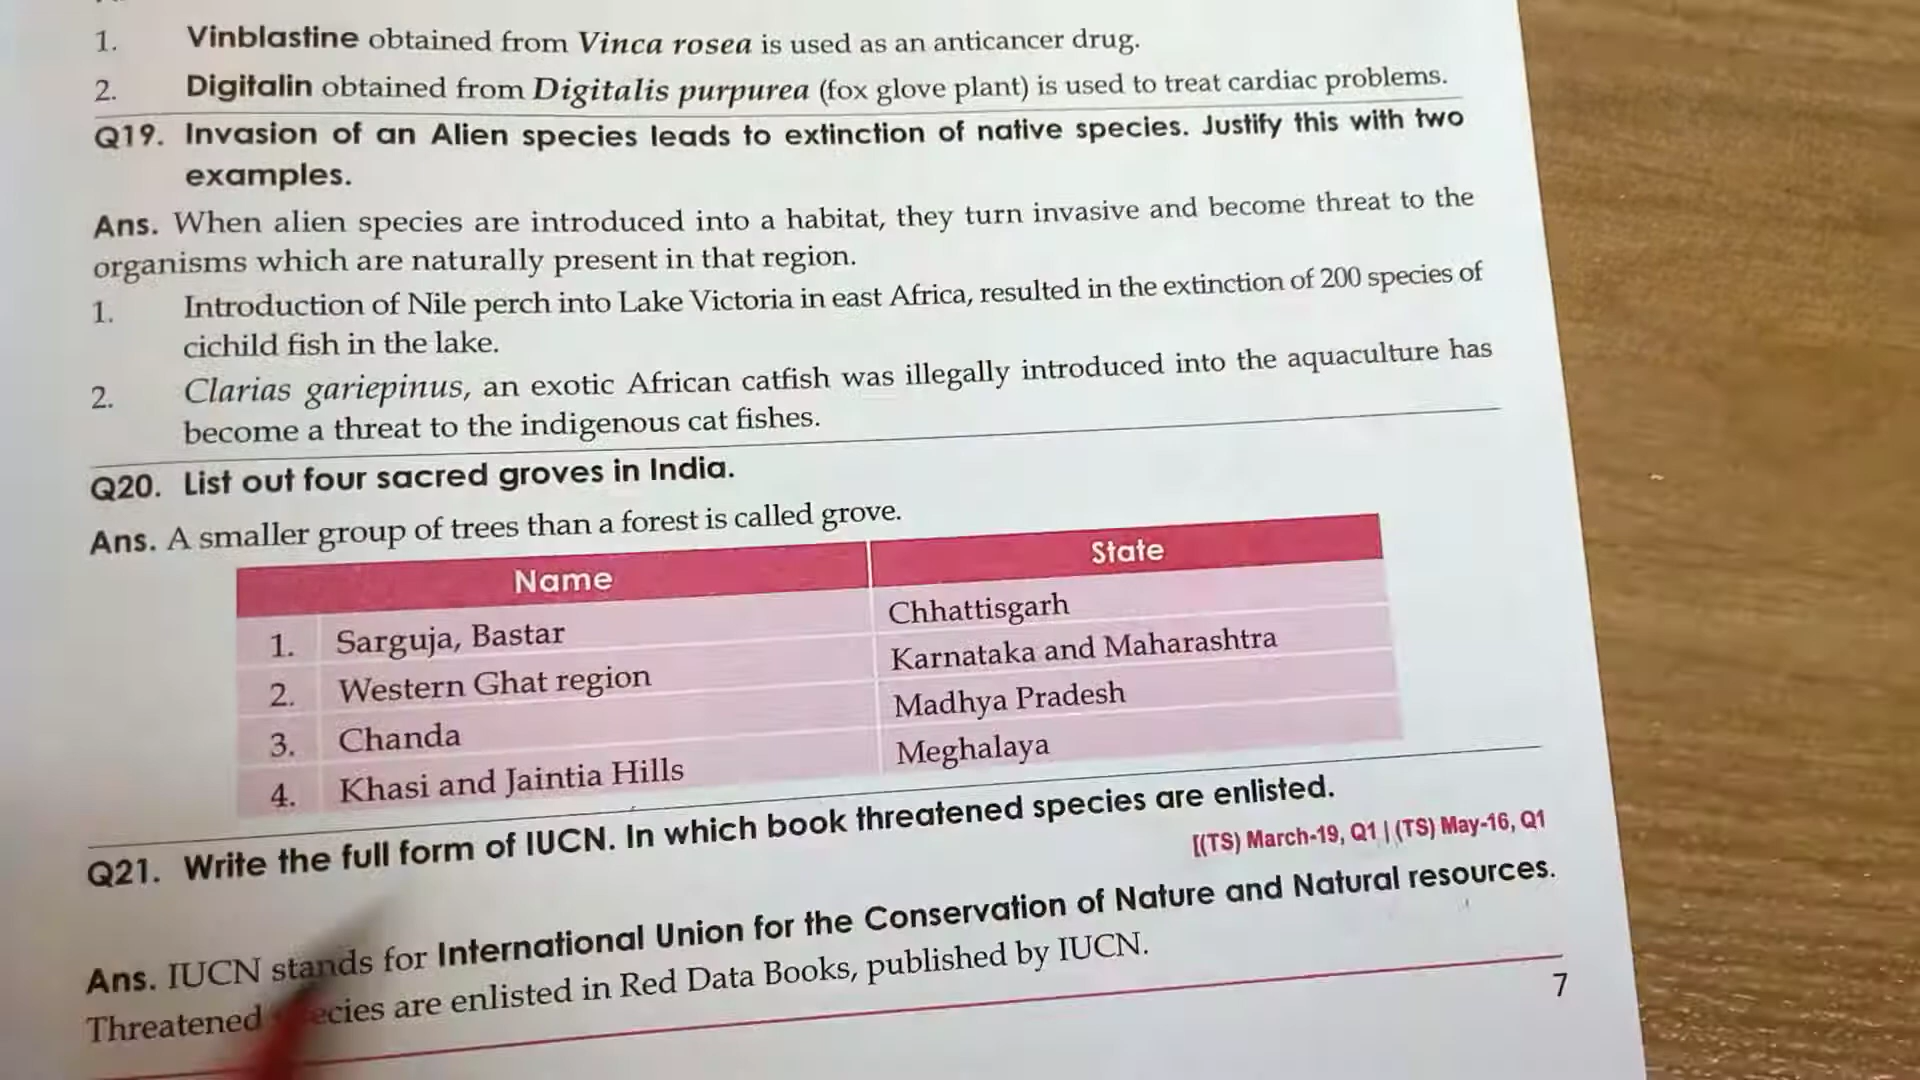 1. Vinblastine obtained from Vinca rosea is used as an anticancer drug.
2. Digitalin obtained from Digitalis purpurea (fox glove plant) is used to treat cardiac problems.
Q19. Invasion of an Alien species leads to extinction of native species. Justify this with two
examples.
Ans. When alien species are introduced into a habitat, they turn invasive and become threat to the
organisms which are naturally present in that region.
1. Introduction of Nile perch into Lake Victoria in east Africa, resulted in the extinction of 200 species of
cichild fish in the lake.
2. Clarias gariepinus, an exotic African catfish was illegally introduced into the aquaculture has
become a threat to the indigenous cat fishes.
Q20. List out four sacred groves in India.
Ans. A smaller group of trees than a forest is called grove.
Name State
1. Sarguja, Bastar Chhattisgarh
2. Western Ghat region Karnataka and Maharashtra
3. Chanda Madhya Pradesh
4. Khasi and Jaintia Hills Meghalaya
Q21. Write the full form of IUCN. In which book threatened species are enlisted.
[(TS) March-19, Q1 | (TS) May-16, Q1
Ans. IUCN stands for International Union for the Conservation of Nature and Natural resources.
Threatened ecies are enlisted in Red Data Books, published by IUCN.
7